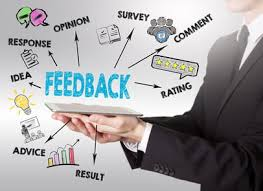 OPINION
SURVEY
COMMENT
RESPONSE
IDEA
FEEDBACK
RATING
ADVICE
RESULT